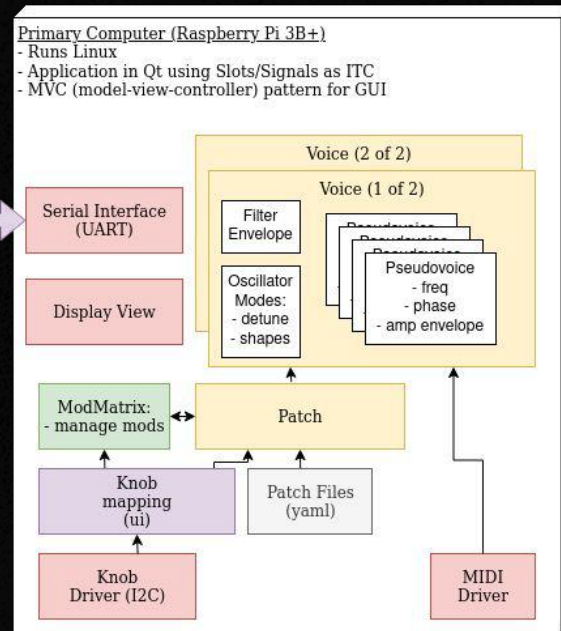 Primary Computer (Raspberry Pi 3B+)
- Runs Linux
- Application in Qt using Slots/Signals as ITC
- MVC (model-view-controller) pattern for GUI
Voice (2 of 2)
Voice (1 of 2)
Serial Interface
(UART)
Filter
Envelope
Pseudovoice
Pseudovoice
Pseudovoice
Pseudovoice
- freq
- phase
- amp envelope
Oscillator
Modes:
- detune
- shapes
Display View
ModMatrix:
- manage mods
Patch
Knob
mapping
(ui)
Patch Files
(yaml)
Knob
Driver (I2C)
MIDI
Driver